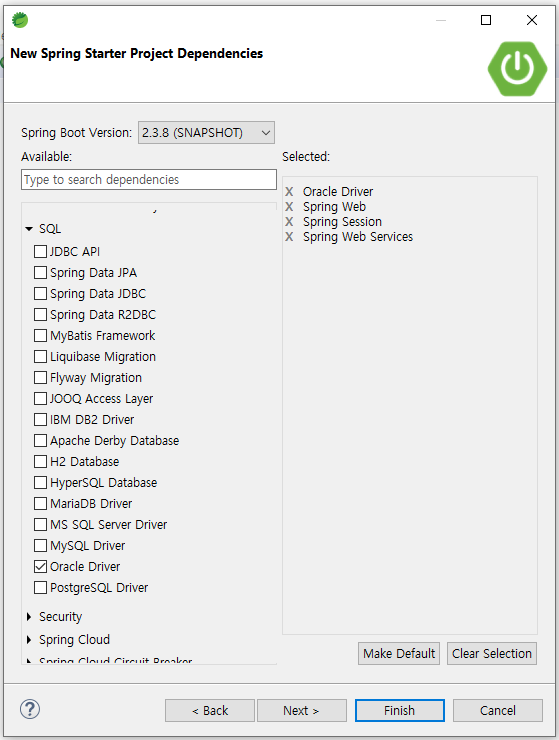 New Spring Starter Project Dependencies
Spring Boot Version: 2.3.8 (SNAPSHOT)
Available:
Type to search dependencies
SQL
JDBC API
Spring Data JPA
Spring Data JDBC
Spring Data R2DBC
MyBatis Framework
Liquibase Migration
Flyway Migration
JOOQ Access Layer
IBM DB2 Driver
Apache Derby Database
H2 Database
HyperSQL Database
MariaDB Driver
MS SQL Server Driver
MySQL Driver
Oracle Driver
PostgreSQL Driver
Security
Spring Cloud
Spring Cloud Circuit Breaker
Selected:
X Oracle Driver
X Spring Web
X Spring Session
X Spring Web Services
Make Default
Clear Selection
?
< Back
Next >
Finish
Cancel